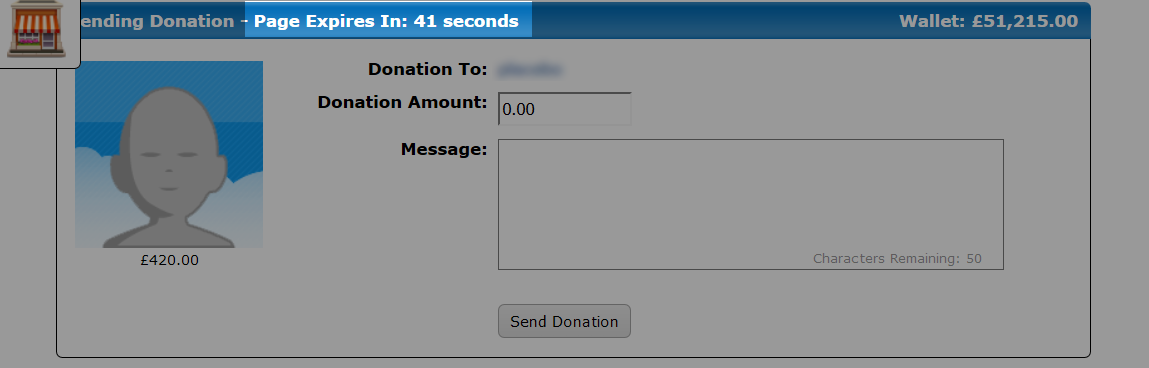 ending Donation - Page Expires In: 41 seconds
Wallet: £51,215.00
Donation To:
Donation Amount: 0.00
Message:
Characters Remaining: 50
£420.00
Send Donation